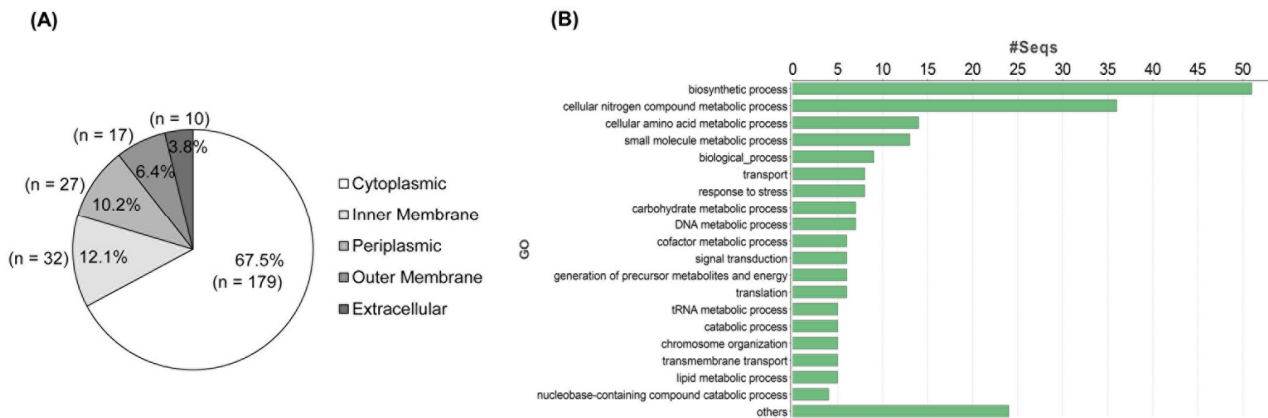 (A)
(n = 10)
(n = 17)
3.8%
6.4%
(n = 27)
10.2%
(n = 32)
12.1%
67.5%
(n = 179)
Cytoplasmic
Inner Membrane
Periplasmic
Outer Membrane
Extracellular
(B)
#Seqs
0 5 10 15 20 25 30 35 40 45 50
GO
biosynthetic process
cellular nitrogen compound metabolic process
cellular amino acid metabolic process
small molecule metabolic process
biological_process
transport
response to stress
carbohydrate metabolic process
DNA metabolic process
cofactor metabolic process
signal transduction
generation of precursor metabolites and energy
translation
tRNA metabolic process
catabolic process
chromosome organization
transmembrane transport
lipid metabolic process
nucleobase-containing compound catabolic process
others